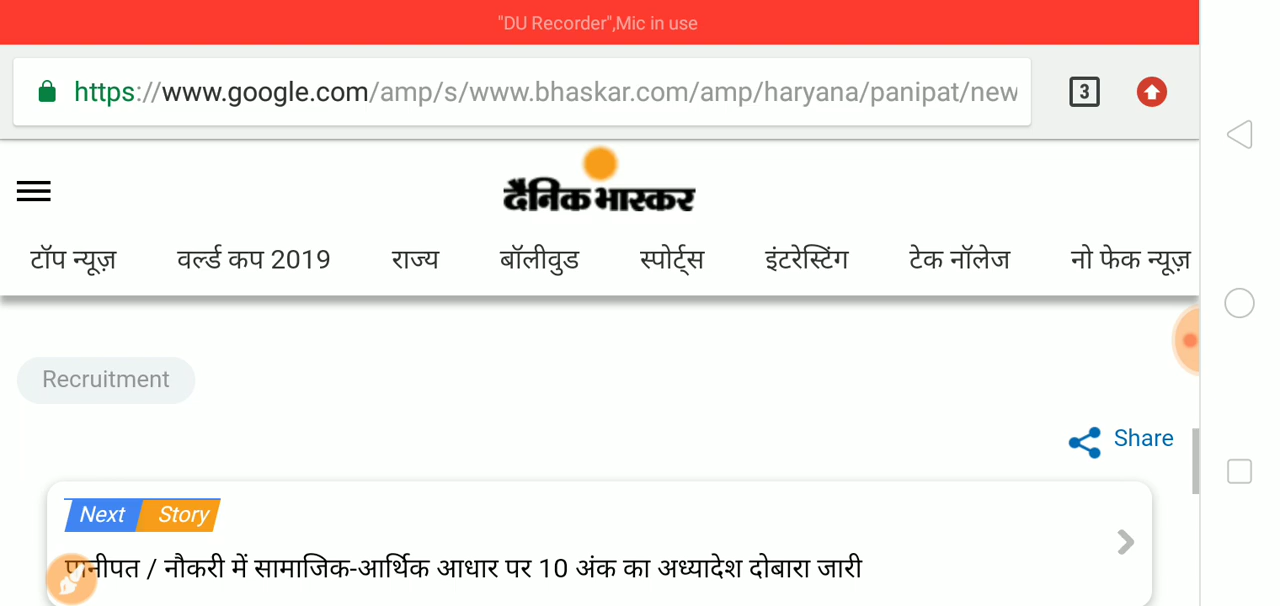 "DU Recorder",Mic in use
https://www.google.com/amp/s/www.bhaskar.com/amp/haryana/panipat/new
3
दैनिक भास्कर
टॉप न्यूज़ वर्ल्ड कप 2019 राज्य बॉलीवुड स्पोर्ट्स इंटरेस्टिंग टेक नॉलेज नो फेक न्यूज़
Recruitment
Share
Next Story
पानीपत / नौकरी में सामाजिक-आर्थिक आधार पर 10 अंक का अध्यादेश दोबारा जारी